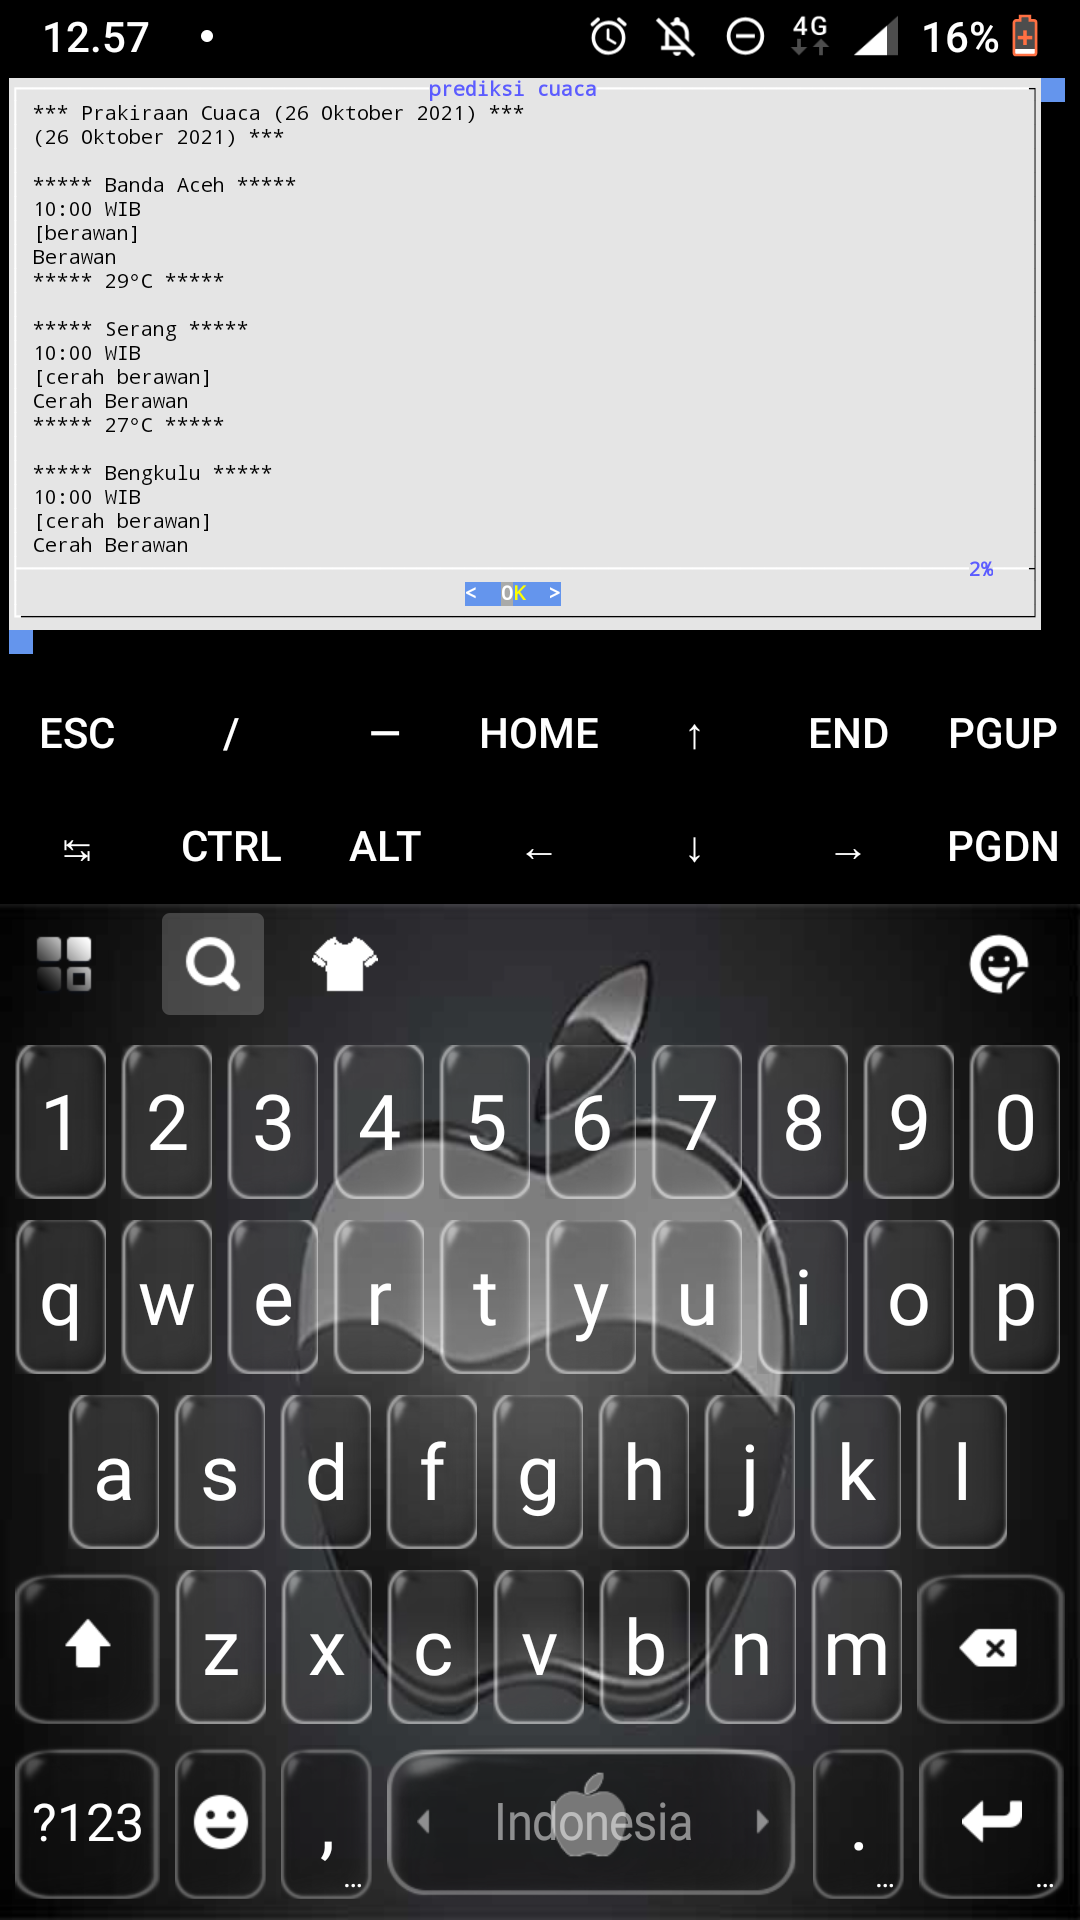 12.57
4G
16%
prediksi cuaca
*** Prakiraan Cuaca (26 Oktober 2021) ***
(26 Oktober 2021) ***
***** Banda Aceh *****
10:00 WIB
[berawan]
Berawan
***** 29°C *****
***** Serang *****
10:00 WIB
[cerah berawan]
Cerah Berawan
***** 27°C *****
***** Bengkulu *****
10:00 WIB
[cerah berawan]
Cerah Berawan
2%
< OK >
ESC / — HOME ↑ END PGUP
↹ CTRL ALT ← ↓ → PGDN
1 2 3 4 5 6 7 8 9 0
q w e r t y u i o p
a s d f g h j k l
z x c v b n m
?123 , Indonesia .